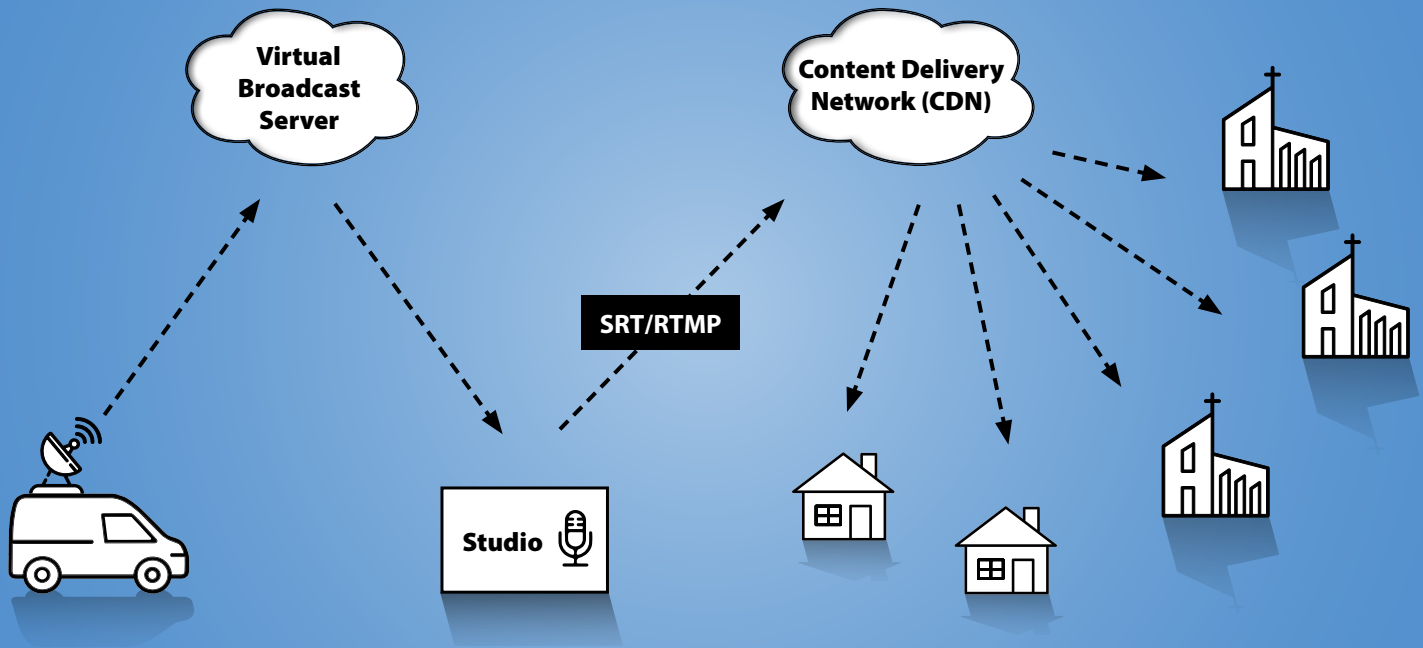 Virtual
Broadcast
Server
Content Delivery
Network (CDN)
SRT/RTMP
Studio